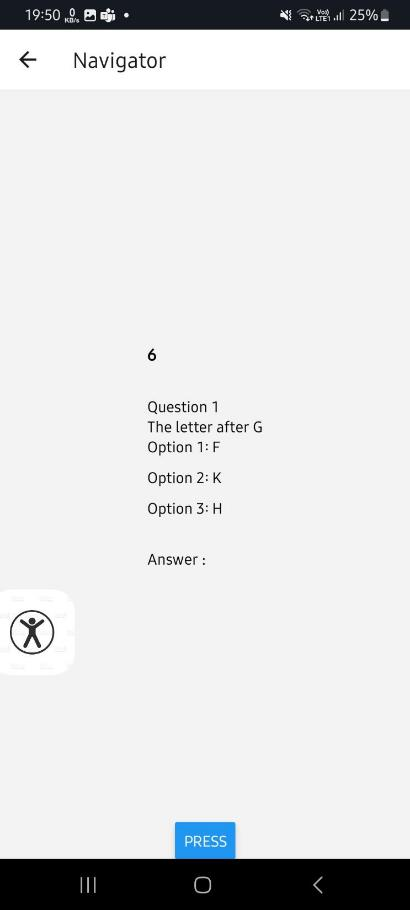 19:50 0 KB/s Vo) LTE1 25%
Navigator
6
Question 1
The letter after G
Option 1: F
Option 2: K
Option 3: H
Answer :
PRESS